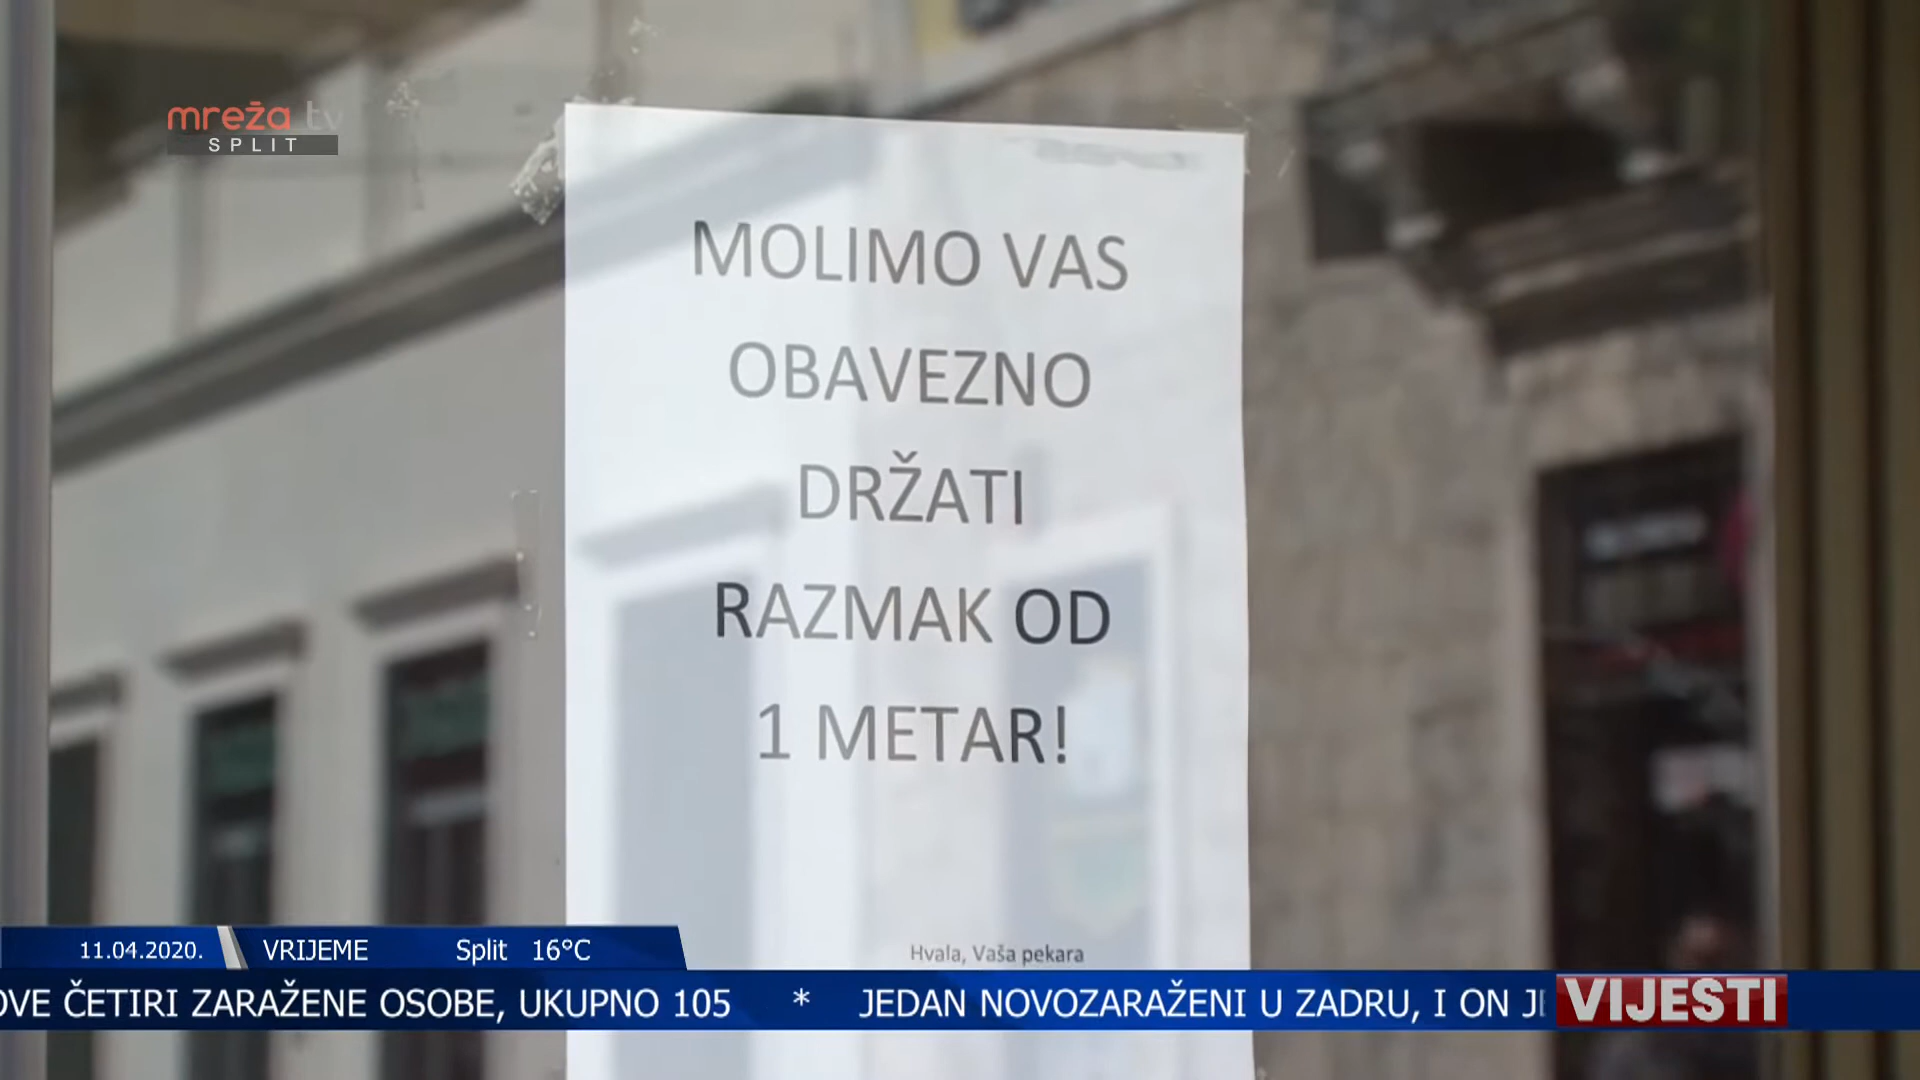 mreža tv
SPLIT
MOLIMO VAS
OBAVEZNO
DRŽATI
RAZMAK OD
1 METAR!
Hvala, Vaša pekara
11.04.2020. VRIJEME Split 16°C
OVE ČETIRI ZARAŽENE OSOBE, UKUPNO 105 * JEDAN NOVOZARAŽENI U ZADRU, I ON
VIJESTI